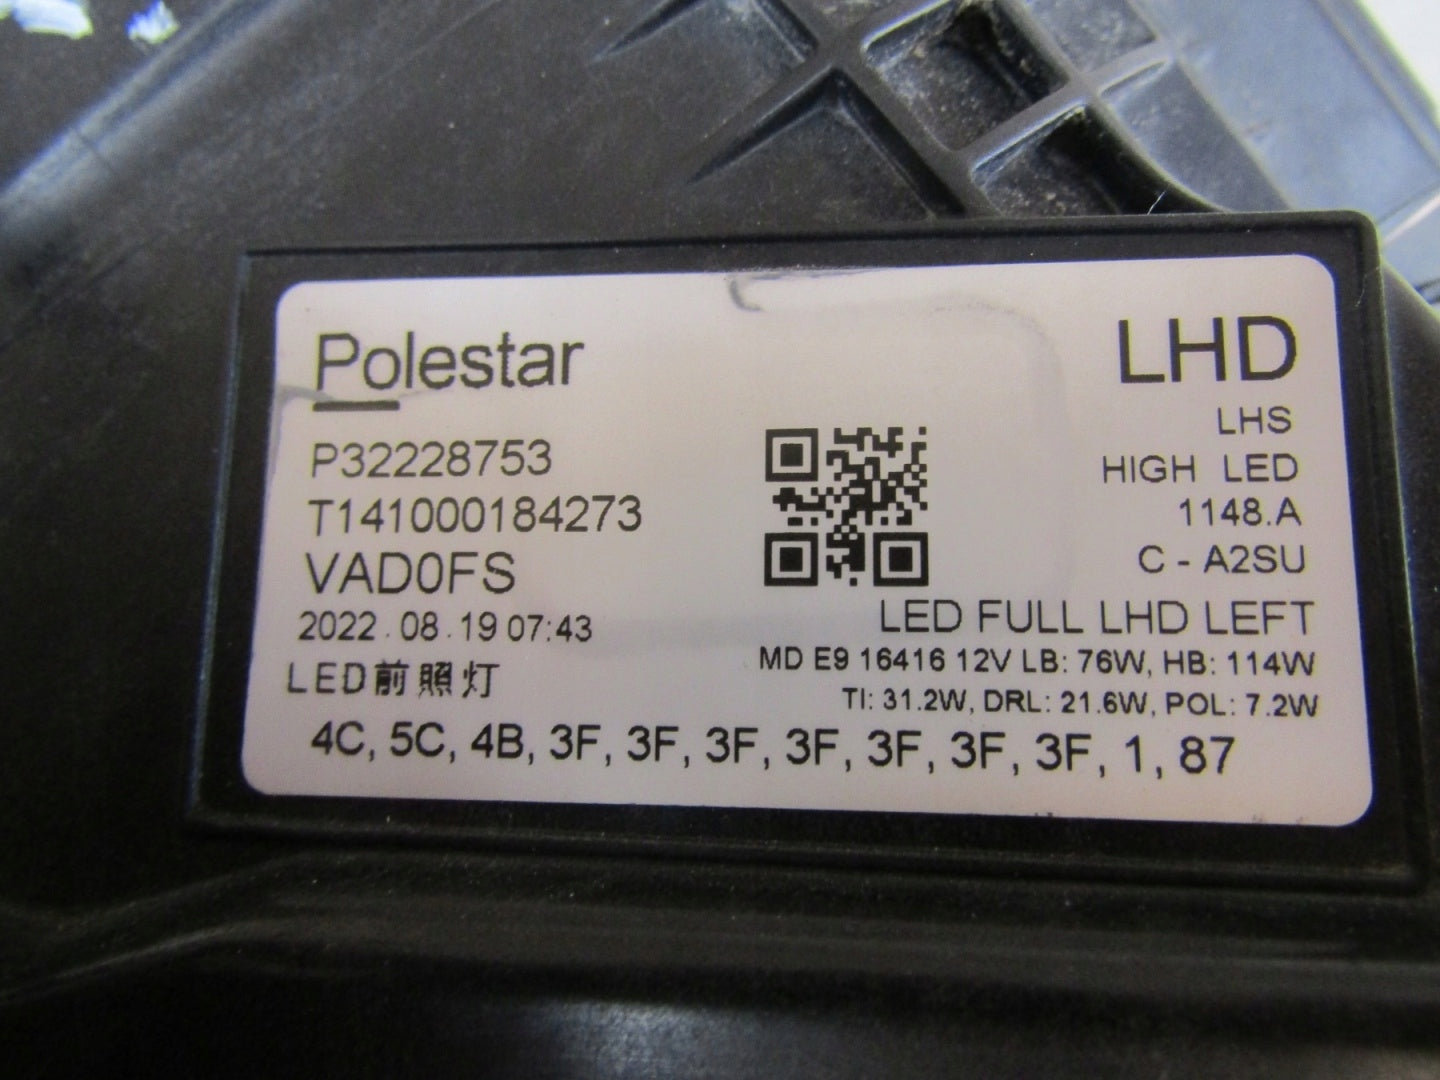 Polestar
LHD
LHS
P32228753
HIGH LED
T141000184273
1148.A
VAD0FS
C - A2SU
2022.08.19 07:43
LED FULL LHD LEFT
LED前照灯
MD E9 16416 12V LB: 76W, HB: 114W
TI: 31.2W, DRL: 21.6W, POL: 7.2W
4C, 5C, 4B, 3F, 3F, 3F, 3F, 3F, 3F, 3F, 1, 87